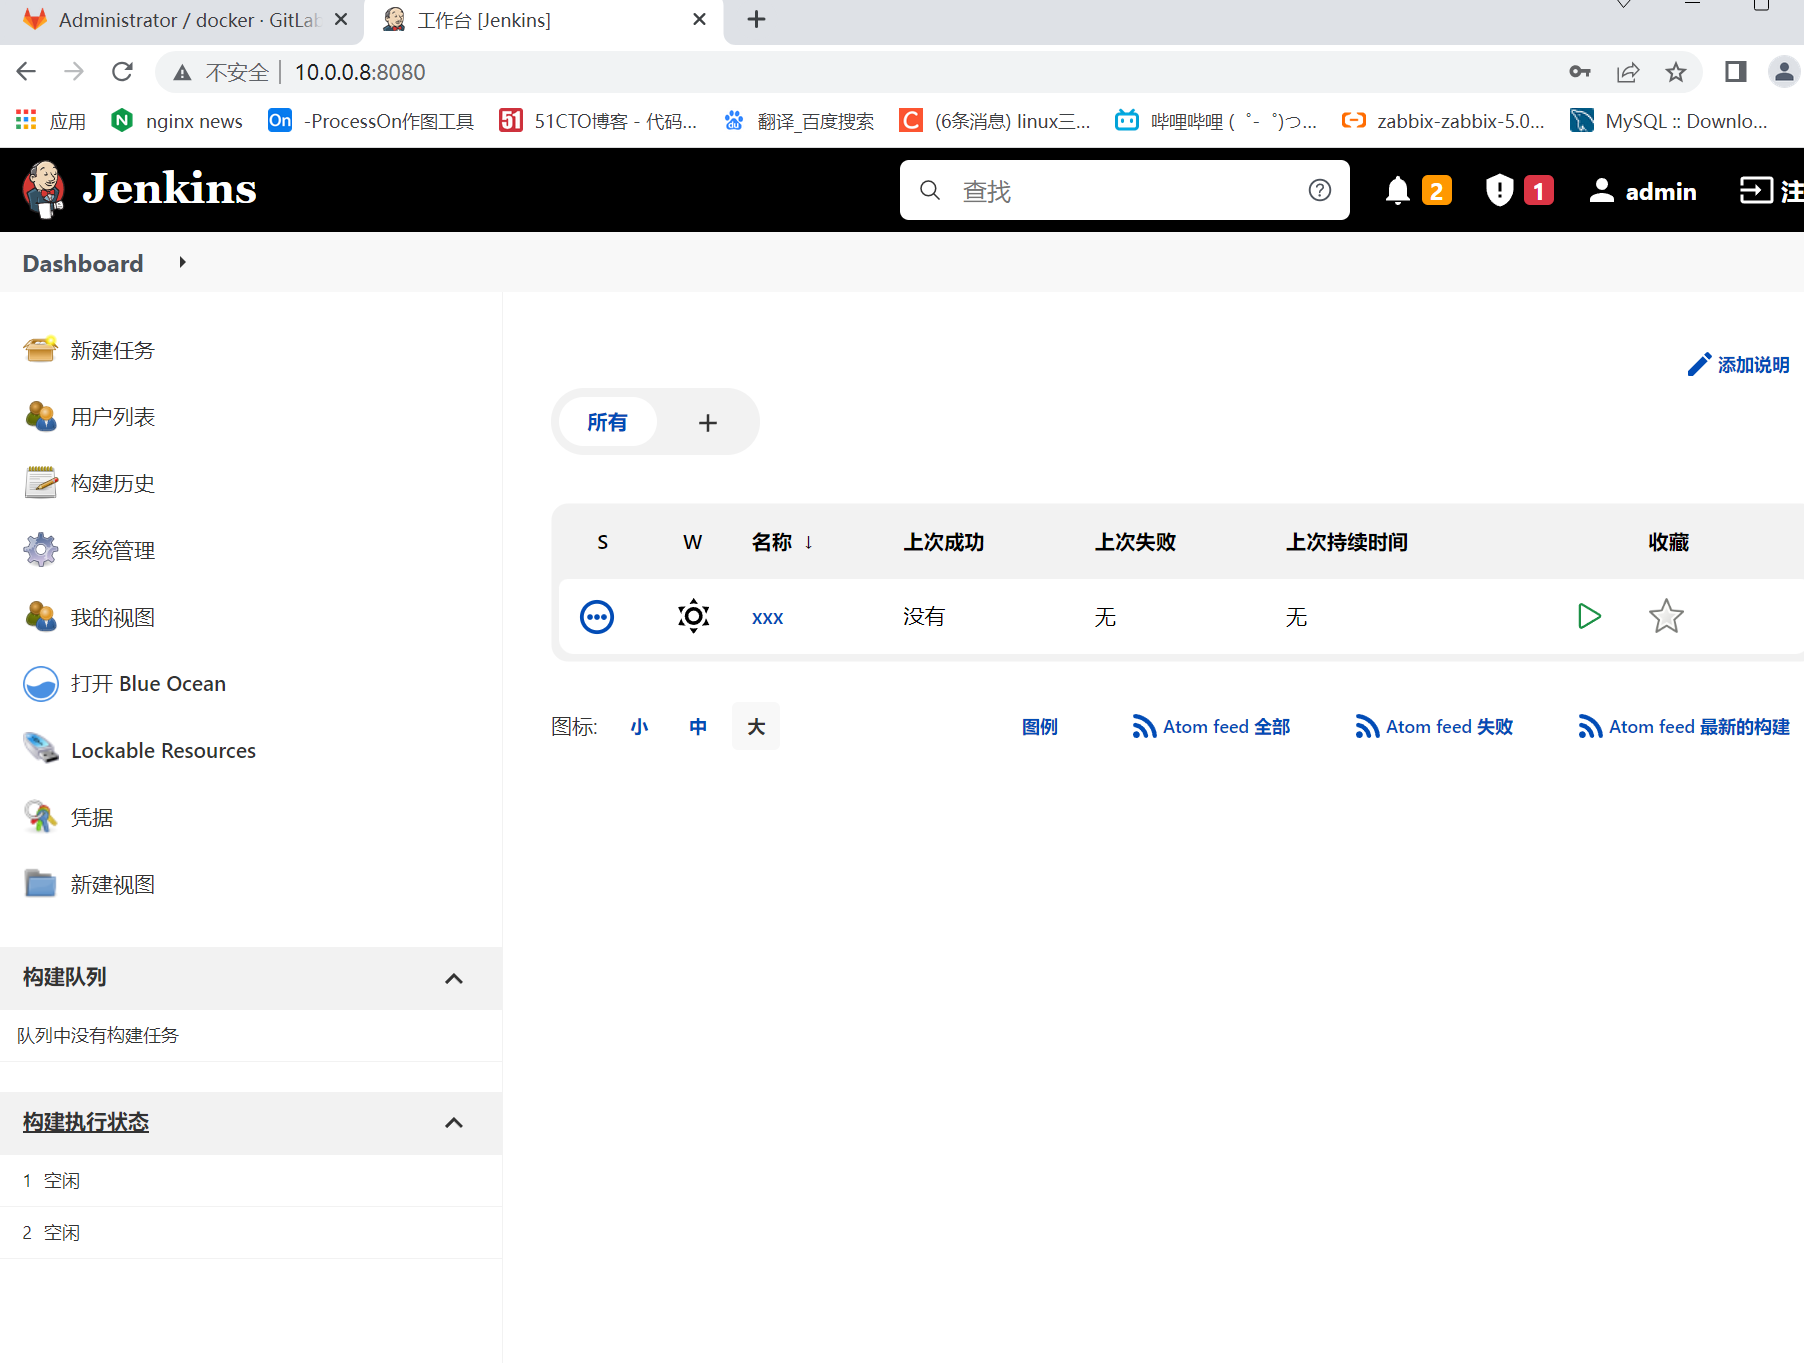 Administrator / docker · GitLab
工作台 [Jenkins]
不安全 10.0.0.8:8080
应用 nginx news On -ProcessOn作图工具 51 51CTO博客 - 代码... du 翻译_百度搜索 C (6条消息) linux三... 哔哩哔哩 (゜-゜)つ... zabbix-zabbix-5.0... MySQL :: Downlo...
Jenkins 查找 2 1 admin 注
Dashboard
新建任务
用户列表
构建历史
系统管理
我的视图
打开 Blue Ocean
Lockable Resources
凭据
新建视图
构建队列
队列中没有构建任务
构建执行状态
1 空闲
2 空闲
添加说明
所有 +
S W 名称 ↓ 上次成功 上次失败 上次持续时间 收藏
xxx 没有 无 无
图标: 小 中 大 图例 Atom feed 全部 Atom feed 失败 Atom feed 最新的构建